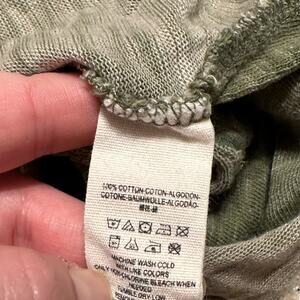 100% COTTON-COTON-ALGODÓN-
COTONE-BAUMWOLLE-ALGODÃO-
MACHINE WASH COLD
WITH LIKE COLORS
ONLY NON-CHLORINE BLEACH WHEN
NEEDED
TUMBLE DRY LOW